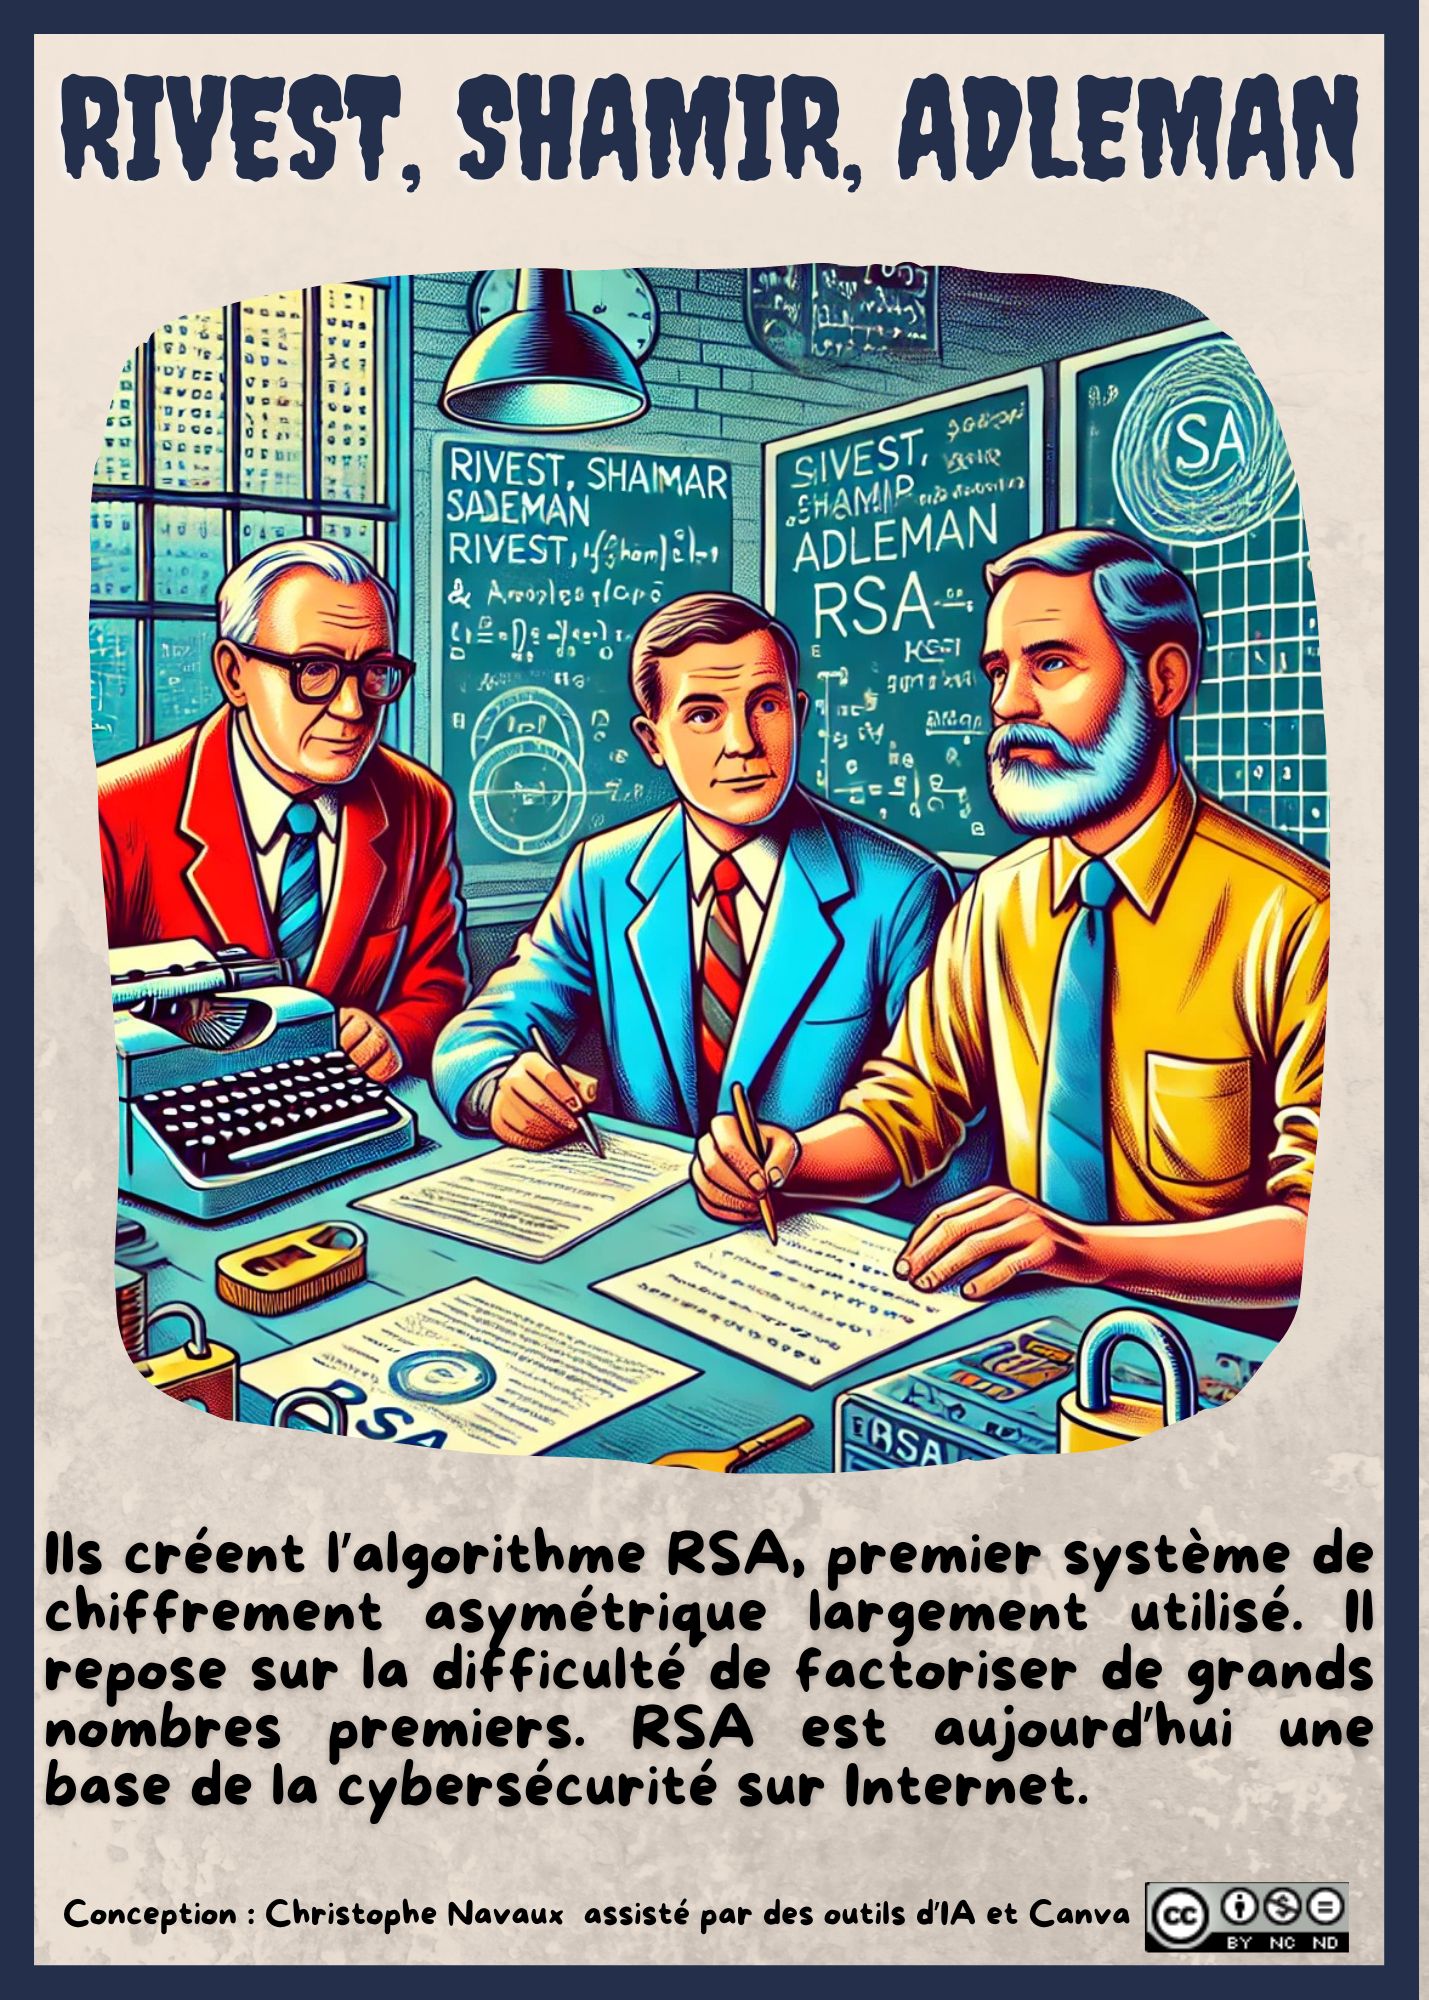 RIVEST, SHAMIR, ADLEMAN
RIVEST, SHAIMAR
SADEMAN
RIVEST,
SIVEST,
SHAMIP
ADLEMAN
RSA
SA
RSA
RSA
Ils créent l'algorithme RSA, premier système de
chiffrement asymétrique largement utilisé. Il
repose sur la difficulté de factoriser de grands
nombres premiers. RSA est aujourd'hui une
base de la cybersécurité sur Internet.
Conception : Christophe Navaux assisté par des outils d'IA et Canva
cc
BY NC ND